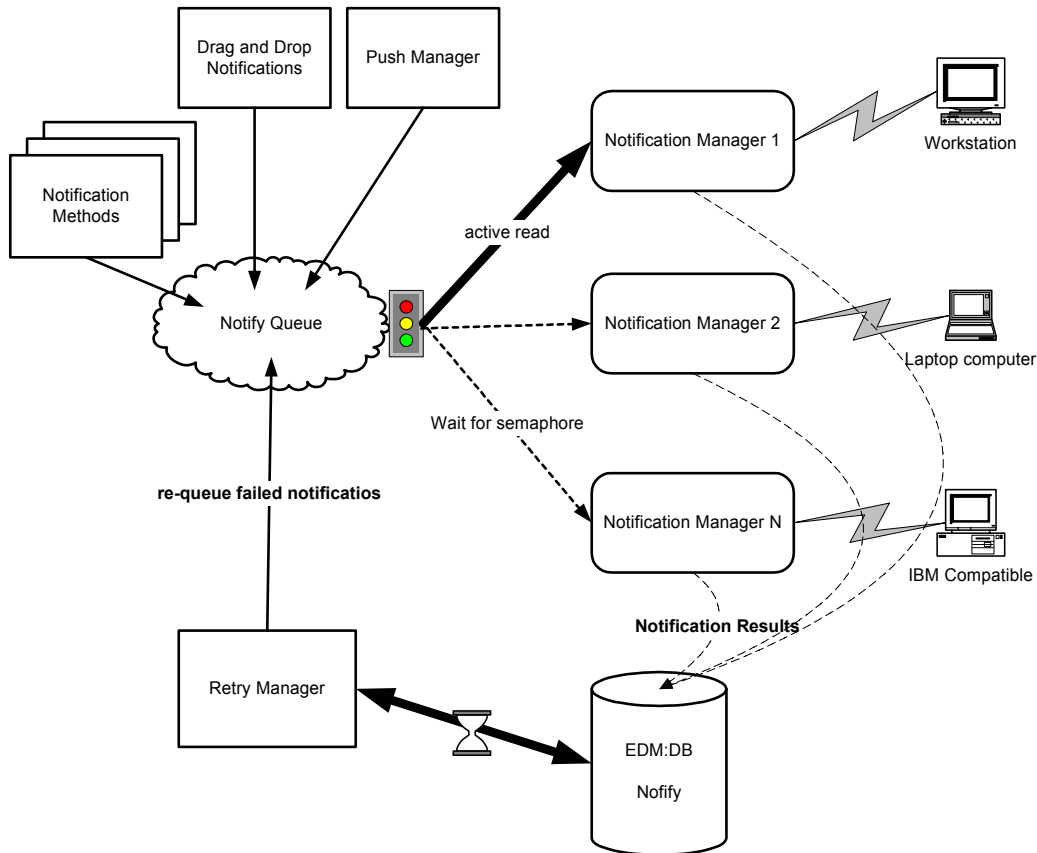 Drag and Drop
Notifications
Push Manager
Notification
Methods
Notification Manager 1
Workstation
active read
Notify Queue
Notification Manager 2
Laptop computer
Wait for semaphore
re-queue failed notificatios
Notification Manager N
IBM Compatible
Notification Results
Retry Manager
EDM:DB
Nofify